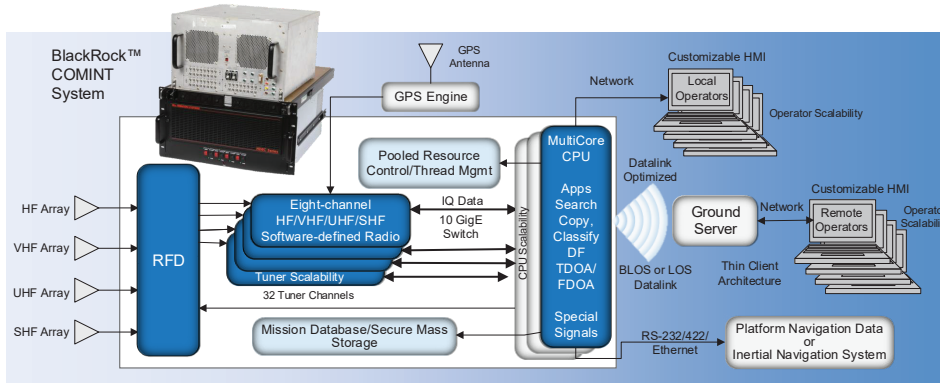 BlackRock™
COMINT
System
GPS
Antenna
GPS Engine
Customizable HMI
Network
Local
Operators
Operator Scalability
MultiCore
CPU
Apps
Search
Copy,
Classify
DF
TDOA/
FDOA
Special
Signals
CPU Scalability
Pooled Resource
Control/Thread Mgmt
Datalink
Optimized
Eight-channel
HF/VHF/UHF/SHF
Software-defined Radio
IQ Data
10 GigE
Switch
Tuner Scalability
32 Tuner Channels
HF Array
VHF Array
UHF Array
SHF Array
RFD
Ground
Server
Network
Customizable HMI
Remote
Operators
Operator
Scalability
BLOS or LOS
Datalink
Thin Client
Architecture
Mission Database/Secure Mass
Storage
RS-232/422/
Ethernet
Platform Navigation Data
or
Inertial Navigation System